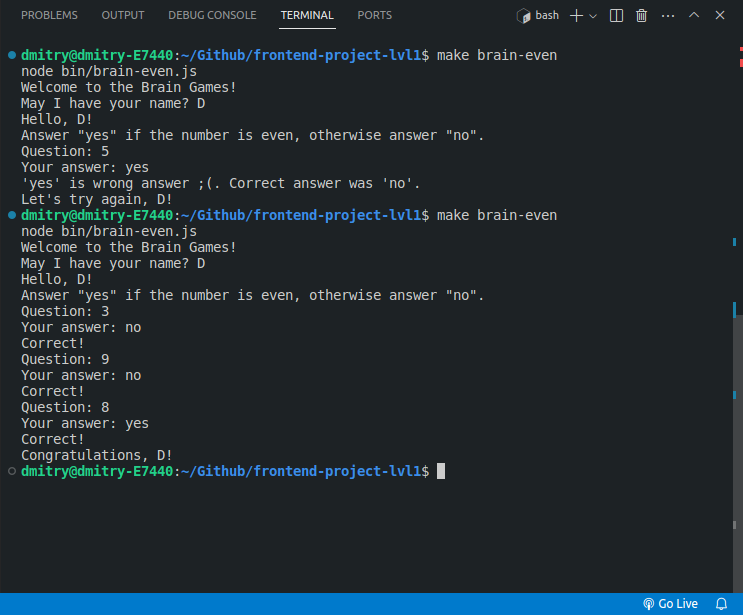 PROBLEMS OUTPUT DEBUG CONSOLE TERMINAL PORTS bash
dmitry@dmitry-E7440:~/Github/frontend-project-lvl1$ make brain-even
node bin/brain-even.js
Welcome to the Brain Games!
May I have your name? D
Hello, D!
Answer "yes" if the number is even, otherwise answer "no".
Question: 5
Your answer: yes
'yes' is wrong answer ;(. Correct answer was 'no'.
Let's try again, D!
dmitry@dmitry-E7440:~/Github/frontend-project-lvl1$ make brain-even
node bin/brain-even.js
Welcome to the Brain Games!
May I have your name? D
Hello, D!
Answer "yes" if the number is even, otherwise answer "no".
Question: 3
Your answer: no
Correct!
Question: 9
Your answer: no
Correct!
Question: 8
Your answer: yes
Correct!
Congratulations, D!
dmitry@dmitry-E7440:~/Github/frontend-project-lvl1$
Go Live